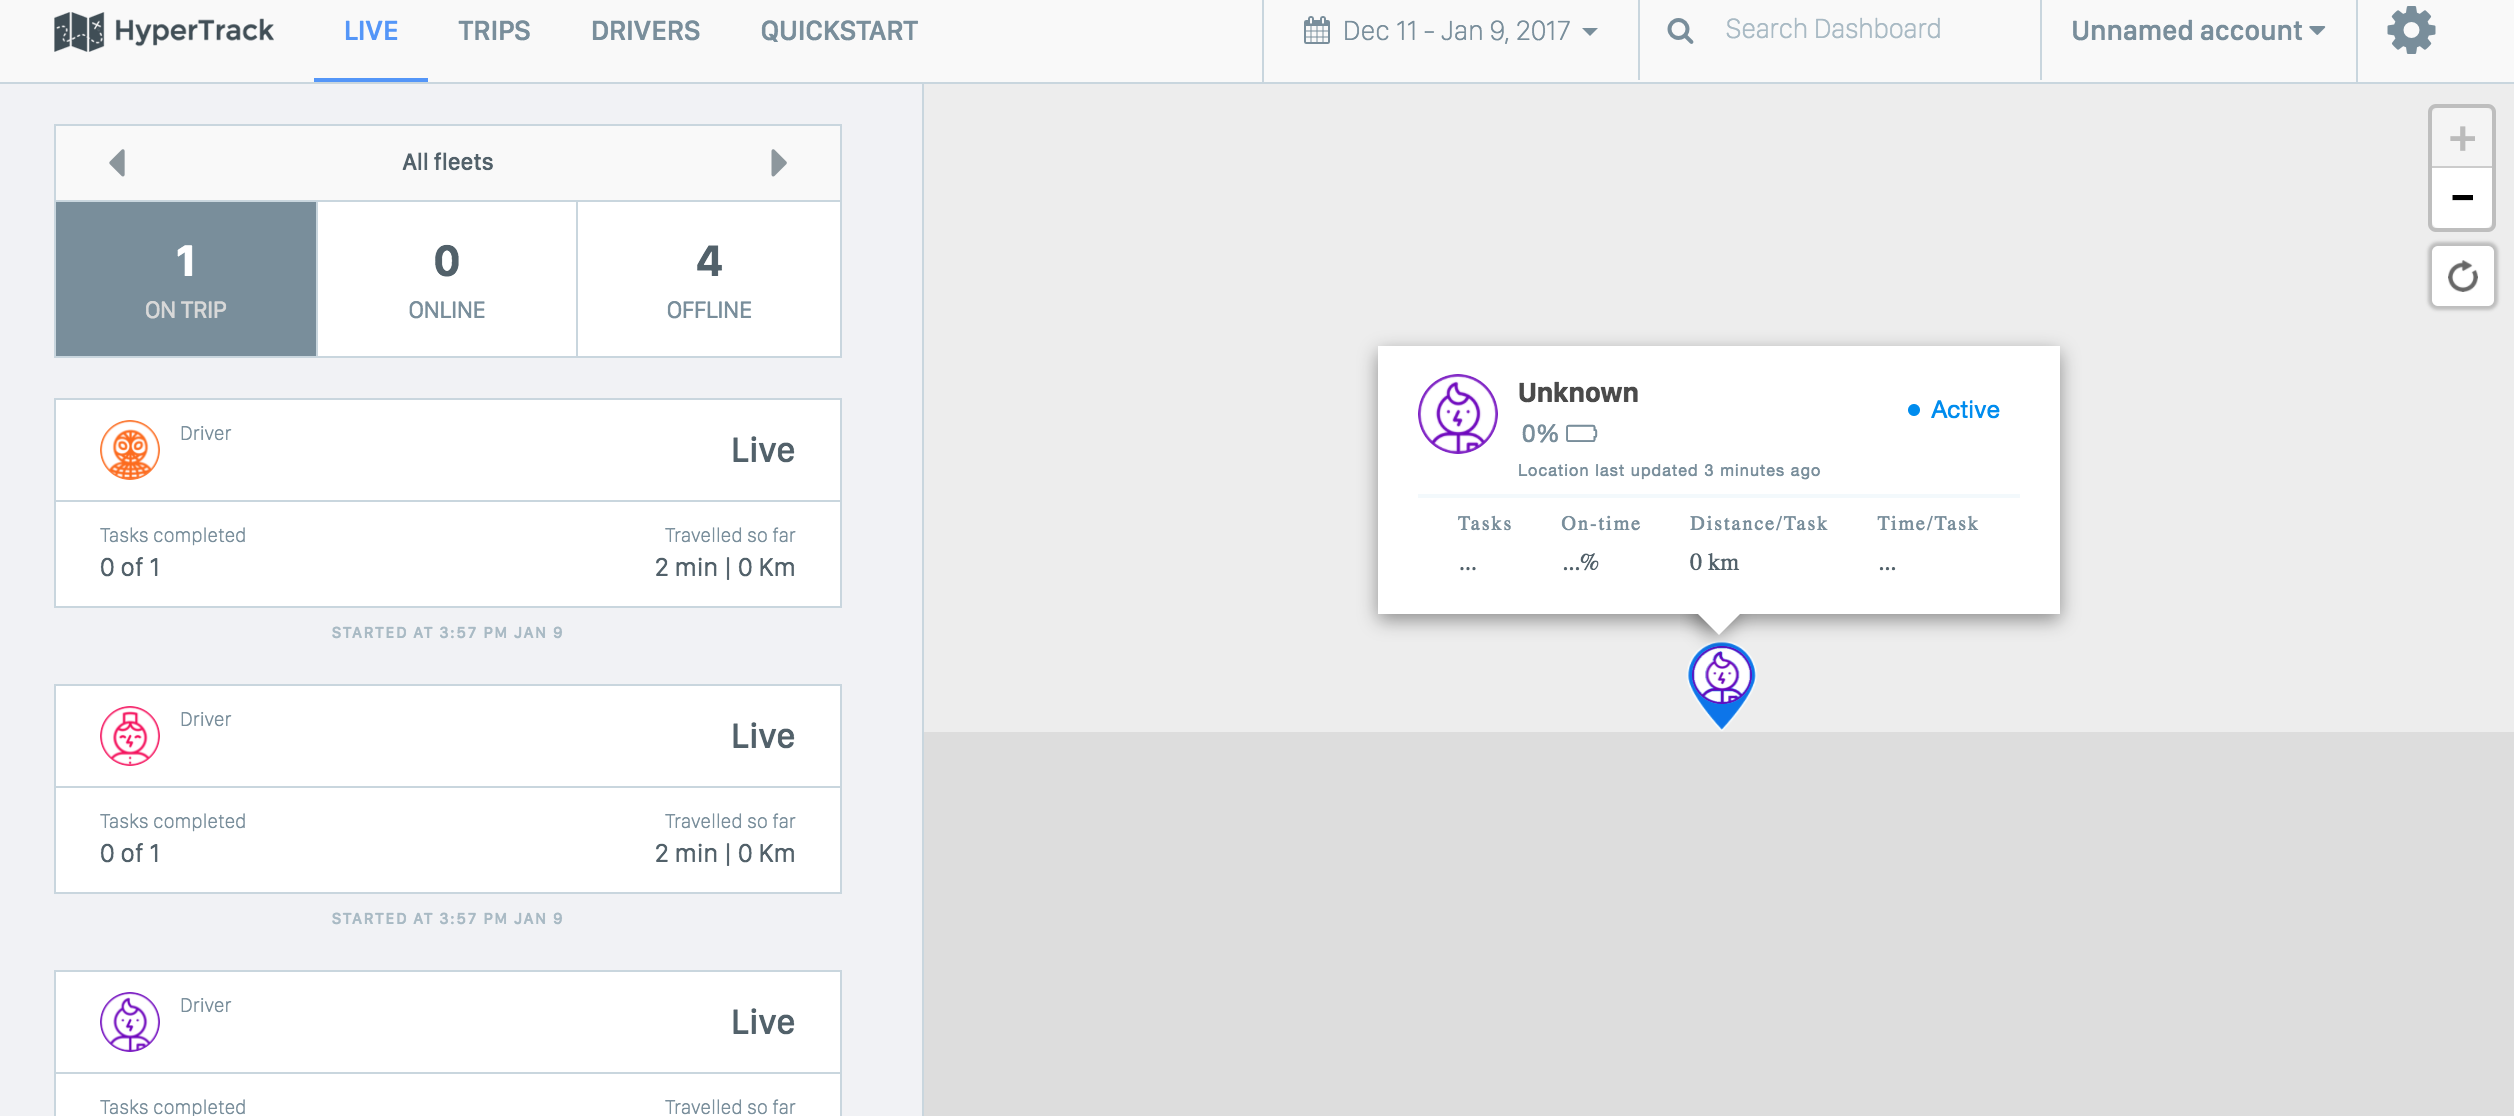 HyperTrack LIVE TRIPS DRIVERS QUICKSTART Dec 11 - Jan 9, 2017 Search Dashboard Unnamed account
All fleets
1 0 4
ON TRIP ONLINE OFFLINE
Driver
Live
Tasks completed Travelled so far
0 of 1 2 min | 0 Km
STARTED AT 3:57 PM JAN 9
Driver
Live
Tasks completed Travelled so far
0 of 1 2 min | 0 Km
STARTED AT 3:57 PM JAN 9
Driver
Live
Tasks completed Travelled so far
Unknown
Active
0%
Location last updated 3 minutes ago
Tasks On-time Distance/Task Time/Task
... ...% 0 km ...